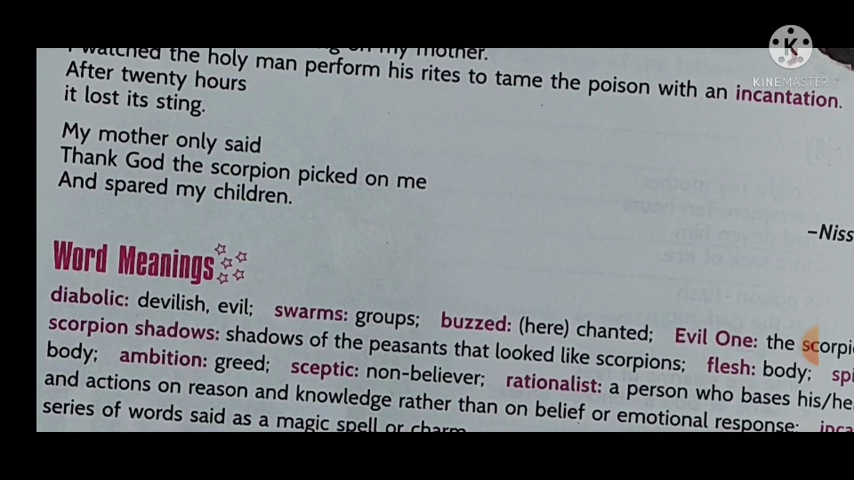 I watched the holy man perform his rites to tame the poison with an incantation.
After twenty hours
it lost its sting.
My mother only said
Thank God the scorpion picked on me
And spared my children.
–Niss
Word Meanings
diabolic: devilish, evil; swarms: groups; buzzed: (here) chanted; Evil One: the scorpi
scorpion shadows: shadows of the peasants that looked like scorpions; flesh: body; spi
body; ambition: greed; sceptic: non-believer; rationalist: a person who bases his/he
and actions on reason and knowledge rather than on belief or emotional response; inca
series of words said as a magic spell or charm
K
KINEMASTER